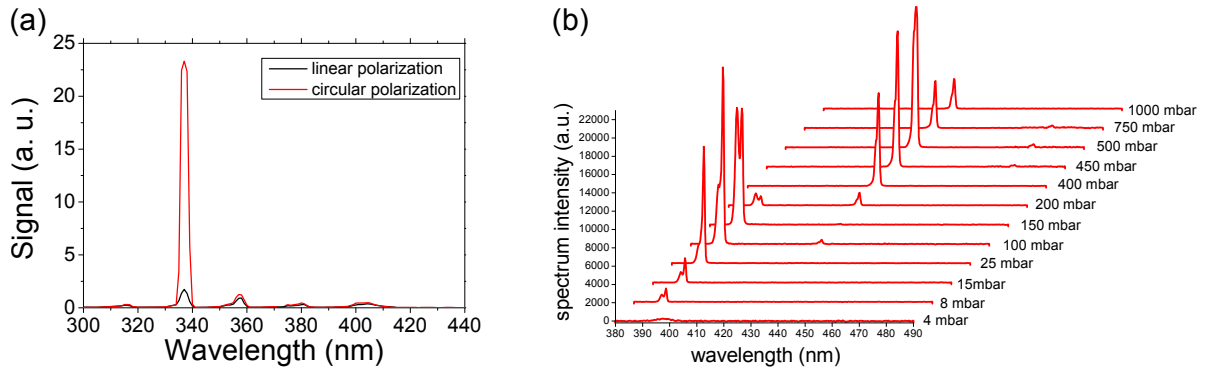 (a)
Signal (a. u.)
25
20
15
10
5
0
linear polarization
circular polarization
300 320 340 360 380 400 420 440
Wavelength (nm)
(b)
spectrum intensity (a.u.)
22000
20000
18000
16000
14000
12000
10000
8000
6000
4000
2000
0
1000 mbar
750 mbar
500 mbar
450 mbar
400 mbar
200 mbar
150 mbar
100 mbar
25 mbar
15mbar
8 mbar
4 mbar
380 390 400 410 420 430 440 450 460 470 480 490
wavelength (nm)